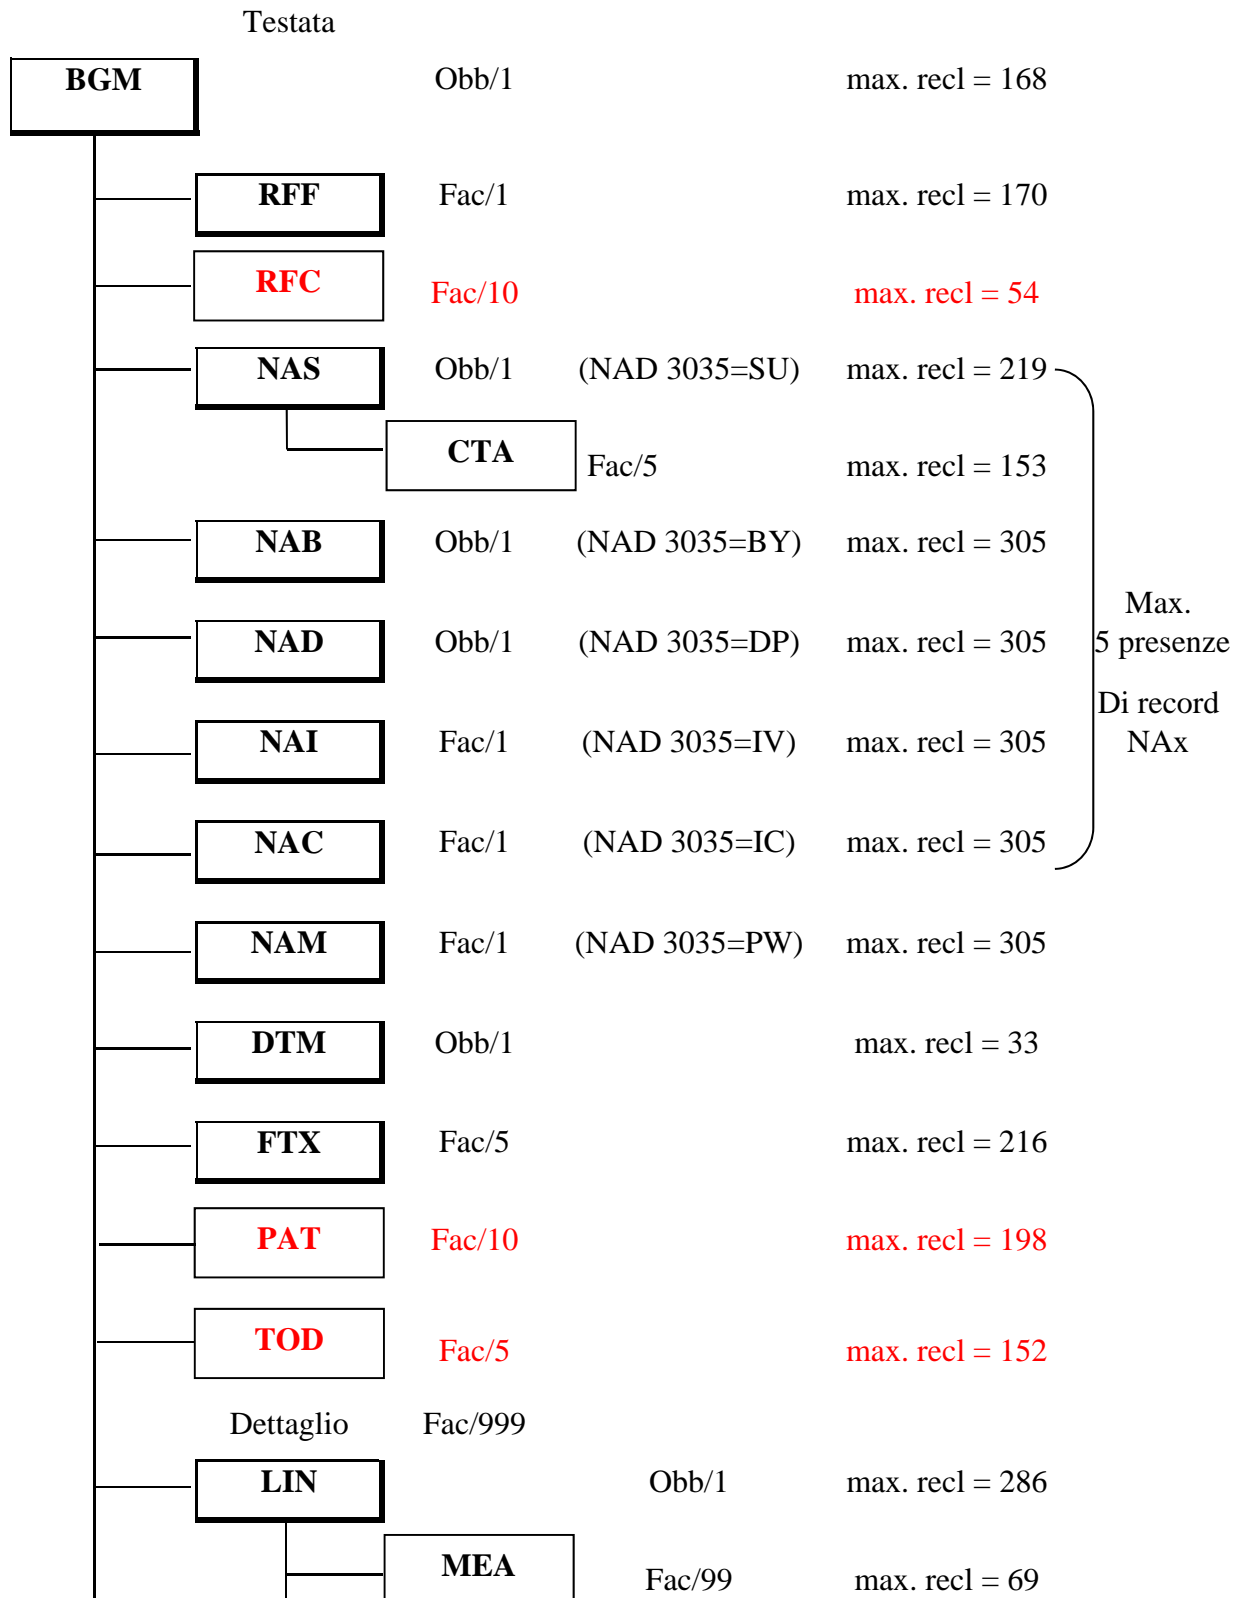 Testata
BGM Obb/1 max. recl = 168
RFF Fac/1 max. recl = 170
RFC Fac/10 max. recl = 54
NAS Obb/1 (NAD 3035=SU) max. recl = 219
CTA Fac/5 max. recl = 153
NAB Obb/1 (NAD 3035=BY) max. recl = 305
Max.
NAD Obb/1 (NAD 3035=DP) max. recl = 305 5 presenze
Di record
NAI Fac/1 (NAD 3035=IV) max. recl = 305 NAx
NAC Fac/1 (NAD 3035=IC) max. recl = 305
NAM Fac/1 (NAD 3035=PW) max. recl = 305
DTM Obb/1 max. recl = 33
FTX Fac/5 max. recl = 216
PAT Fac/10 max. recl = 198
TOD Fac/5 max. recl = 152
Dettaglio Fac/999
LIN Obb/1 max. recl = 286
MEA Fac/99 max. recl = 69